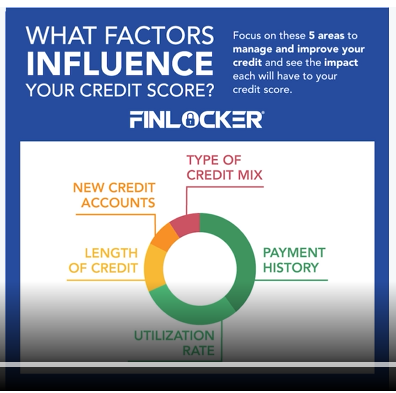 WHAT FACTORS
INFLUENCE
YOUR CREDIT SCORE?
Focus on these 5 areas to
manage and improve your
credit and see the impact
each will have to your
credit score.
FINLOCKER
TYPE OF
CREDIT MIX
NEW CREDIT
ACCOUNTS
LENGTH
OF CREDIT
PAYMENT
HISTORY
UTILIZATION
RATE